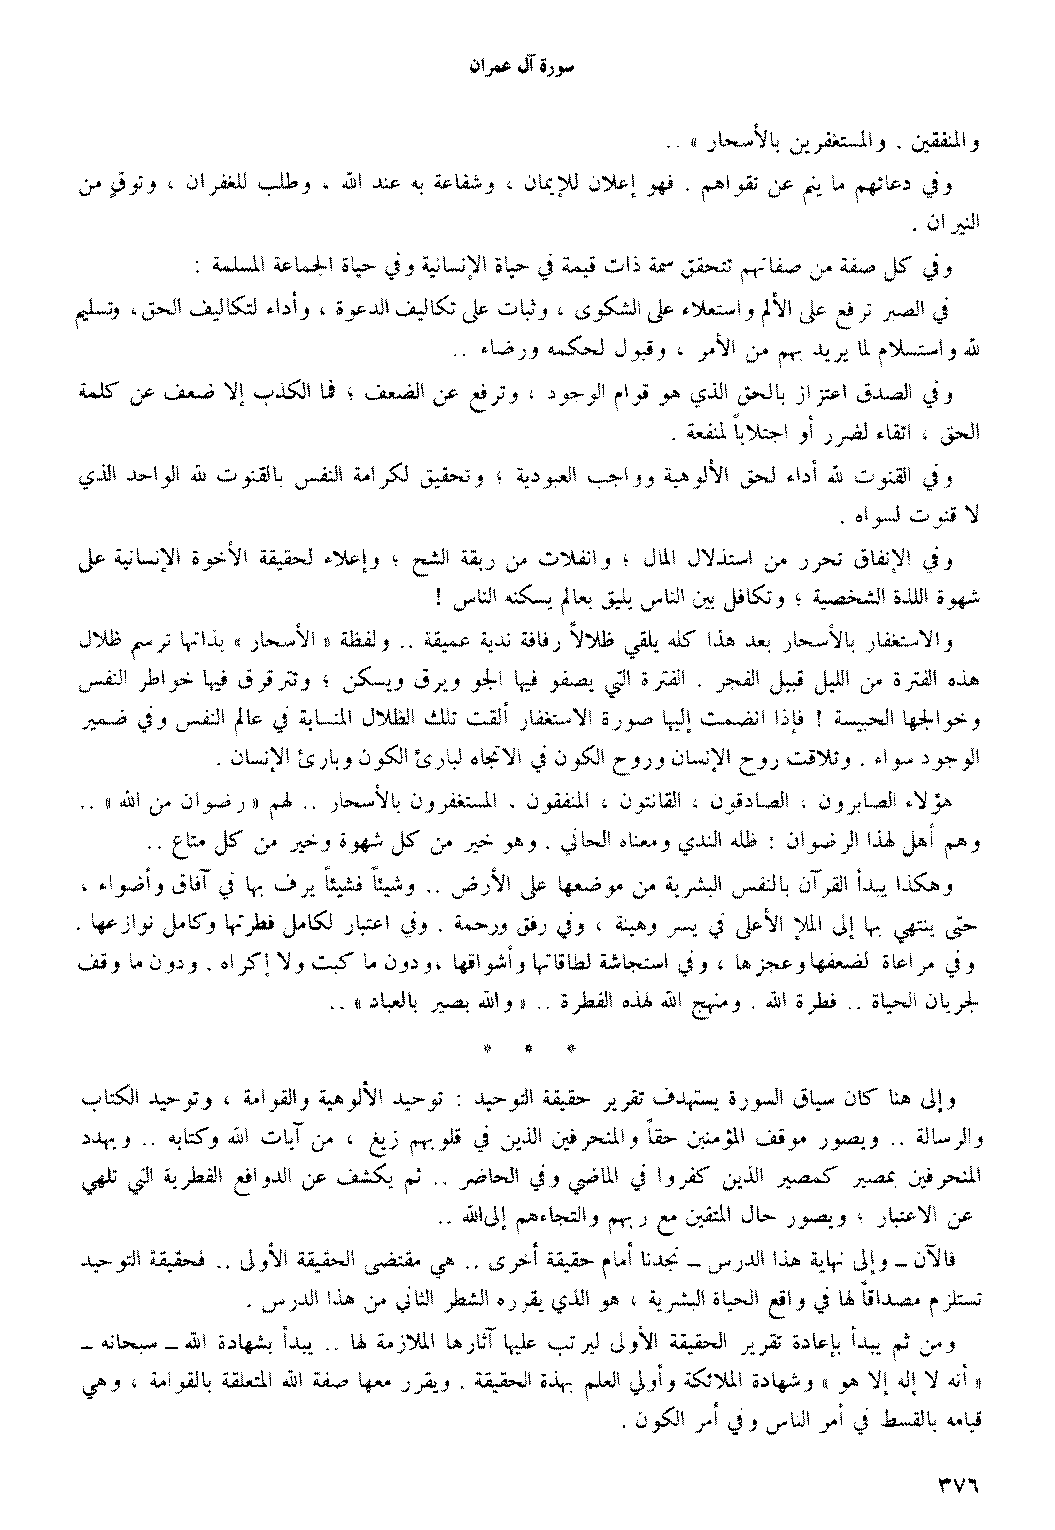 سورة آل عمران
والمنفقين . والمستغفرين بالأسحار » ..
وفي دعائهم ما ينم عن تقواهم . فهو إعلان للإيمان ، وشفاعة به عند الله ، وطلب للغفران ، وتوقٍ من
النيران .
وفي كل صفة من صفاتهم تتحقق سمة ذات قيمة في حياة الإنسانية وفي حياة الجماعة المسلمة :
في الصبر ترفع على الألم واستعلاء على الشكوى ، وثبات على تكاليف الدعوة ، وأداء لتكاليف الحق، وتسليم
لله واستسلام لما يريد بهم من الأمر ، وقبول لحكمه ورضاء ..
وفي الصدق اعتزاز بالحق الذي هو قوام الوجود ، وترفع عن الضعف ؛ فما الكذب إلا ضعف عن كلمة
الحق ، اتقاء لضرر أو اجتلاباً لمنفعة .
وفي القنوت لله أداء لحق الألوهية وواجب العبودية ؛ وتحقيق لكرامة النفس بالقنوت لله الواحد الذي
لا قنوت لسواه .
وفي الإنفاق تحرر من استذلال المال ؛ وانفلات من ربقة الشح ؛ وإعلاء لحقيقة الأخوة الإنسانية على
شهوة اللذة الشخصية ؛ وتكافل بين الناس يليق بعالم يسكنه الناس !
والاستغفار بالأسحار بعد هذا كله يلقي ظلالاً رفافة ندية عميقة .. ولفظة « الأسحار » بذاتها ترسم ظلال
هذه الفترة من الليل قبيل الفجر . الفترة التي يصفو فيها الجو ويرق ويسكن ؛ وتترقرق فيها خواطر النفس
وخوالجها الحبيسة ! فإذا انضمت إليها صورة الاستغفار ألقت تلك الظلال المنسابة في عالم النفس وفي ضمير
الوجود سواء . وتلاقت روح الإنسان وروح الكون في الاتجاه لبارئ الكون وبارئ الإنسان .
هؤلاء الصابرون ، الصادقون ، القانتون ، المنفقون . المستغفرون بالأسحار .. لهم « رضوان من الله » ..
وهم أهل لهذا الرضوان : ظله الندي ومعناه الحاني . وهو خير من كل شهوة وخير من كل متاع ..
وهكذا يبدأ القرآن بالنفس البشرية من موضعها على الأرض .. وشيئاً فشيئاً يرف بها في آفاق وأضواء ،
حتى ينتهي بها إلى الملإ الأعلى في يسر وهينة ، وفي رفق ورحمة . وفي اعتبار لكامل فطرتها وكامل نوازعها .
وفي مراعاة لضعفها وعجزها ، وفي استجاشة لطاقاتها وأشواقها ،ودون ما كبت ولا إكراه . ودون ما وقف
لجريان الحياة .. فطرة الله . ومنهج الله لهذه الفطرة .. « والله بصير بالعباد » ..
* * *
وإلى هنا كان سياق السورة يستهدف تقرير حقيقة التوحيد : توحيد الألوهية والقوامة ، وتوحيد الكتاب
والرسالة .. ويصور موقف المؤمنين حقاً والمنحرفين الذين في قلوبهم زيغ ، من آيات الله وكتابه .. ويهدد
المنحرفين بمصير كمصير الذين كفروا في الماضي وفي الحاضر .. ثم يكشف عن الدوافع الفطرية التي تلهي
عن الاعتبار ؛ ويصور حال المتقين مع ربهم والتجاءهم إلى الله ..
فالآن ــ وإلى نهاية هذا الدرس ــ نجدنا أمام حقيقة أخرى .. هي مقتضى الحقيقة الأولى .. فحقيقة التوحيد
تستلزم مصداقاً لها في واقع الحياة البشرية ، هو الذي يقرره الشطر الثاني من هذا الدرس .
ومن ثم يبدأ بإعادة تقرير الحقيقة الأولى ليرتب عليها آثارها الملازمة لها .. يبدأ بشهادة الله ــ سبحانه ــ
« أنه لا إله إلا هو » وشهادة الملائكة وأولي العلم بهذة الحقيقة . ويقرر معها صفة الله المتعلقة بالقوامة ، وهي
قيامه بالقسط في أمر الناس وفي أمر الكون .
٣٧٦